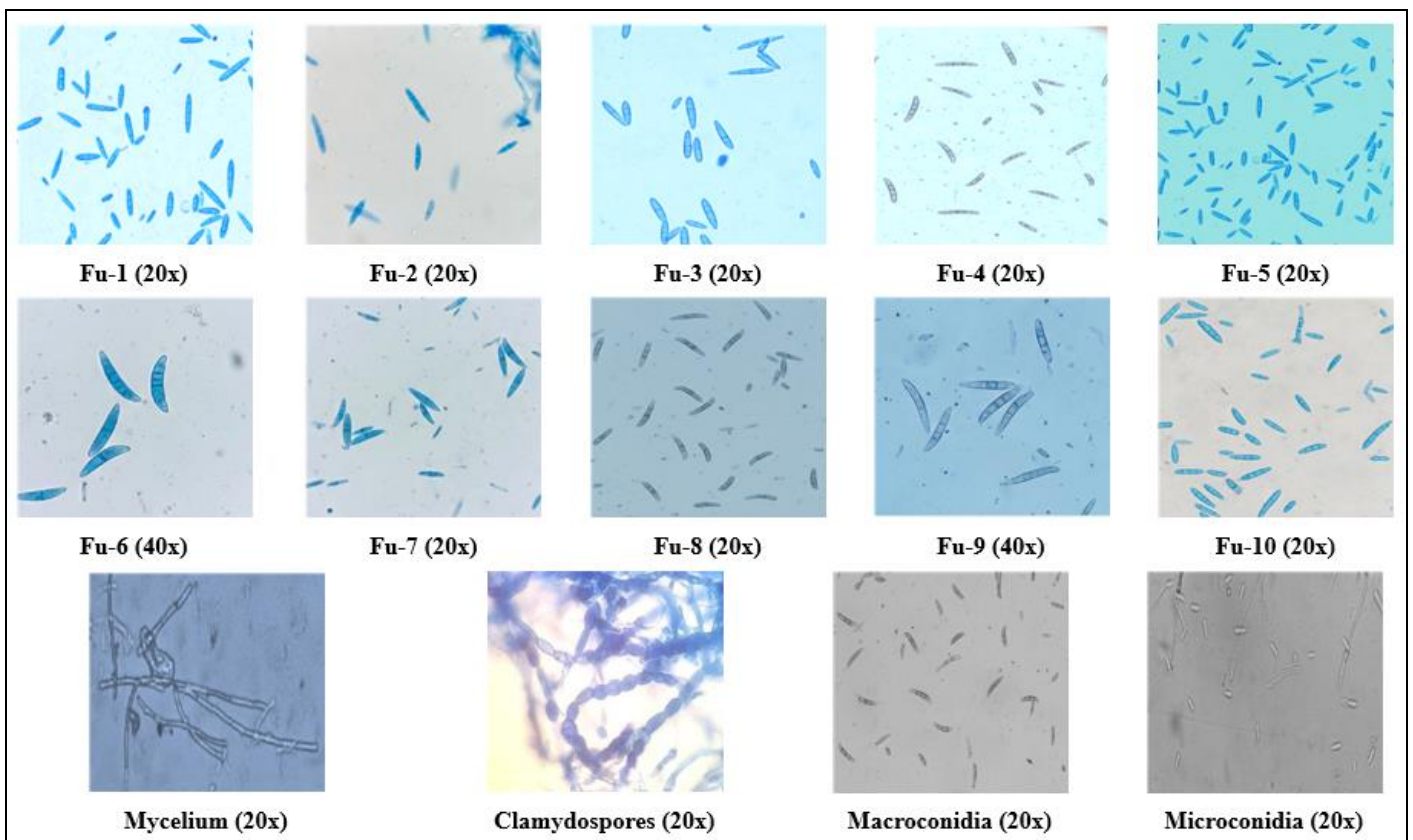 Fu-1 (20x)
Fu-2 (20x)
Fu-3 (20x)
Fu-4 (20x)
Fu-5 (20x)
Fu-6 (40x)
Fu-7 (20x)
Fu-8 (20x)
Fu-9 (40x)
Fu-10 (20x)
Mycelium (20x)
Clamydospores (20x)
Macroconidia (20x)
Microconidia (20x)